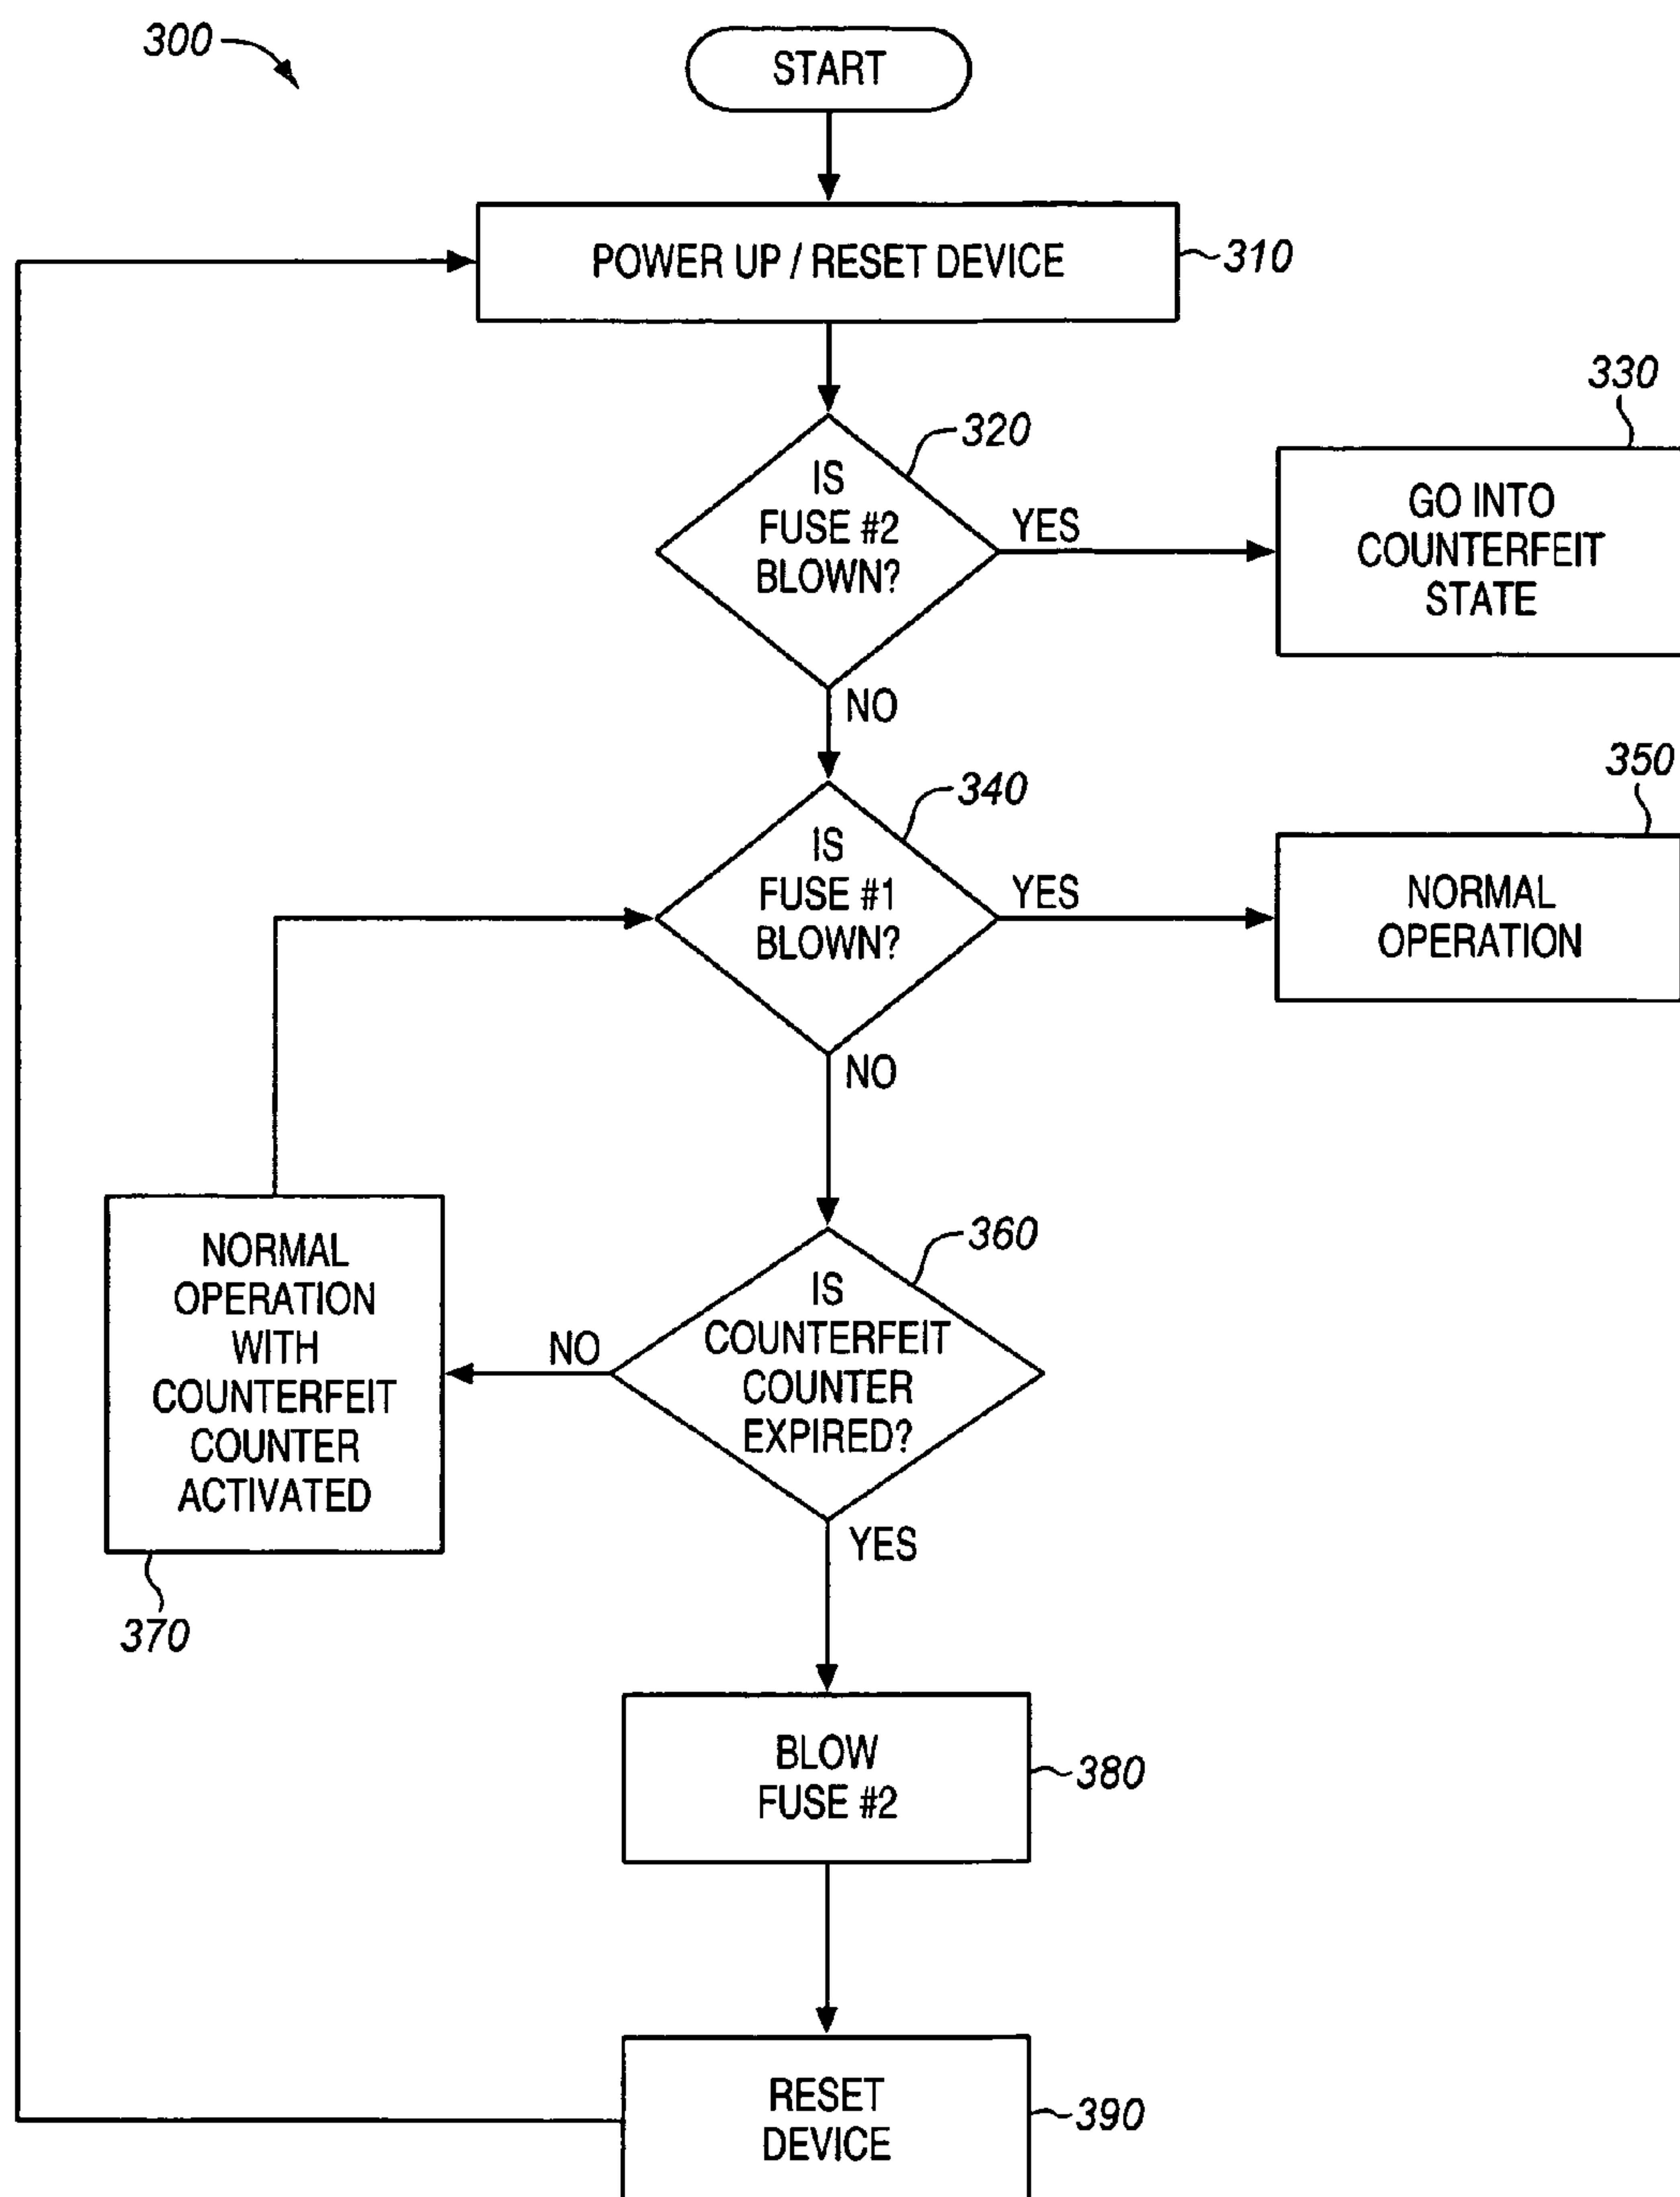 300
START
POWER UP / RESET DEVICE
310
330
320
IS
FUSE #2
BLOWN?
YES
GO INTO
COUNTERFEIT
STATE
NO
350
340
IS
FUSE #1
BLOWN?
YES
NORMAL
OPERATION
NO
360
IS
COUNTERFEIT
COUNTER
EXPIRED?
NO
NORMAL
OPERATION
WITH
COUNTERFEIT
COUNTER
ACTIVATED
370
YES
BLOW
FUSE #2
380
RESET
DEVICE
390